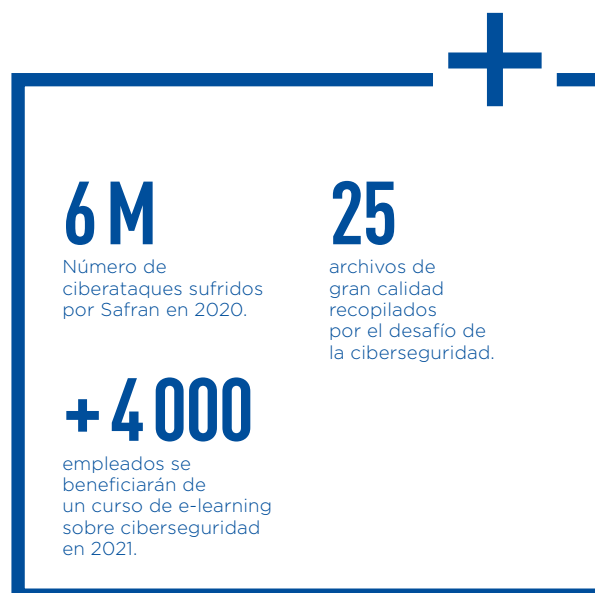 6 M
Número de
ciberataques sufridos
por Safran en 2020.
25
archivos de
gran calidad
recopilados
por el desafío de
la ciberseguridad.
+ 4 000
empleados se
beneficiarán de
un curso de e-learning
sobre ciberseguridad
en 2021.